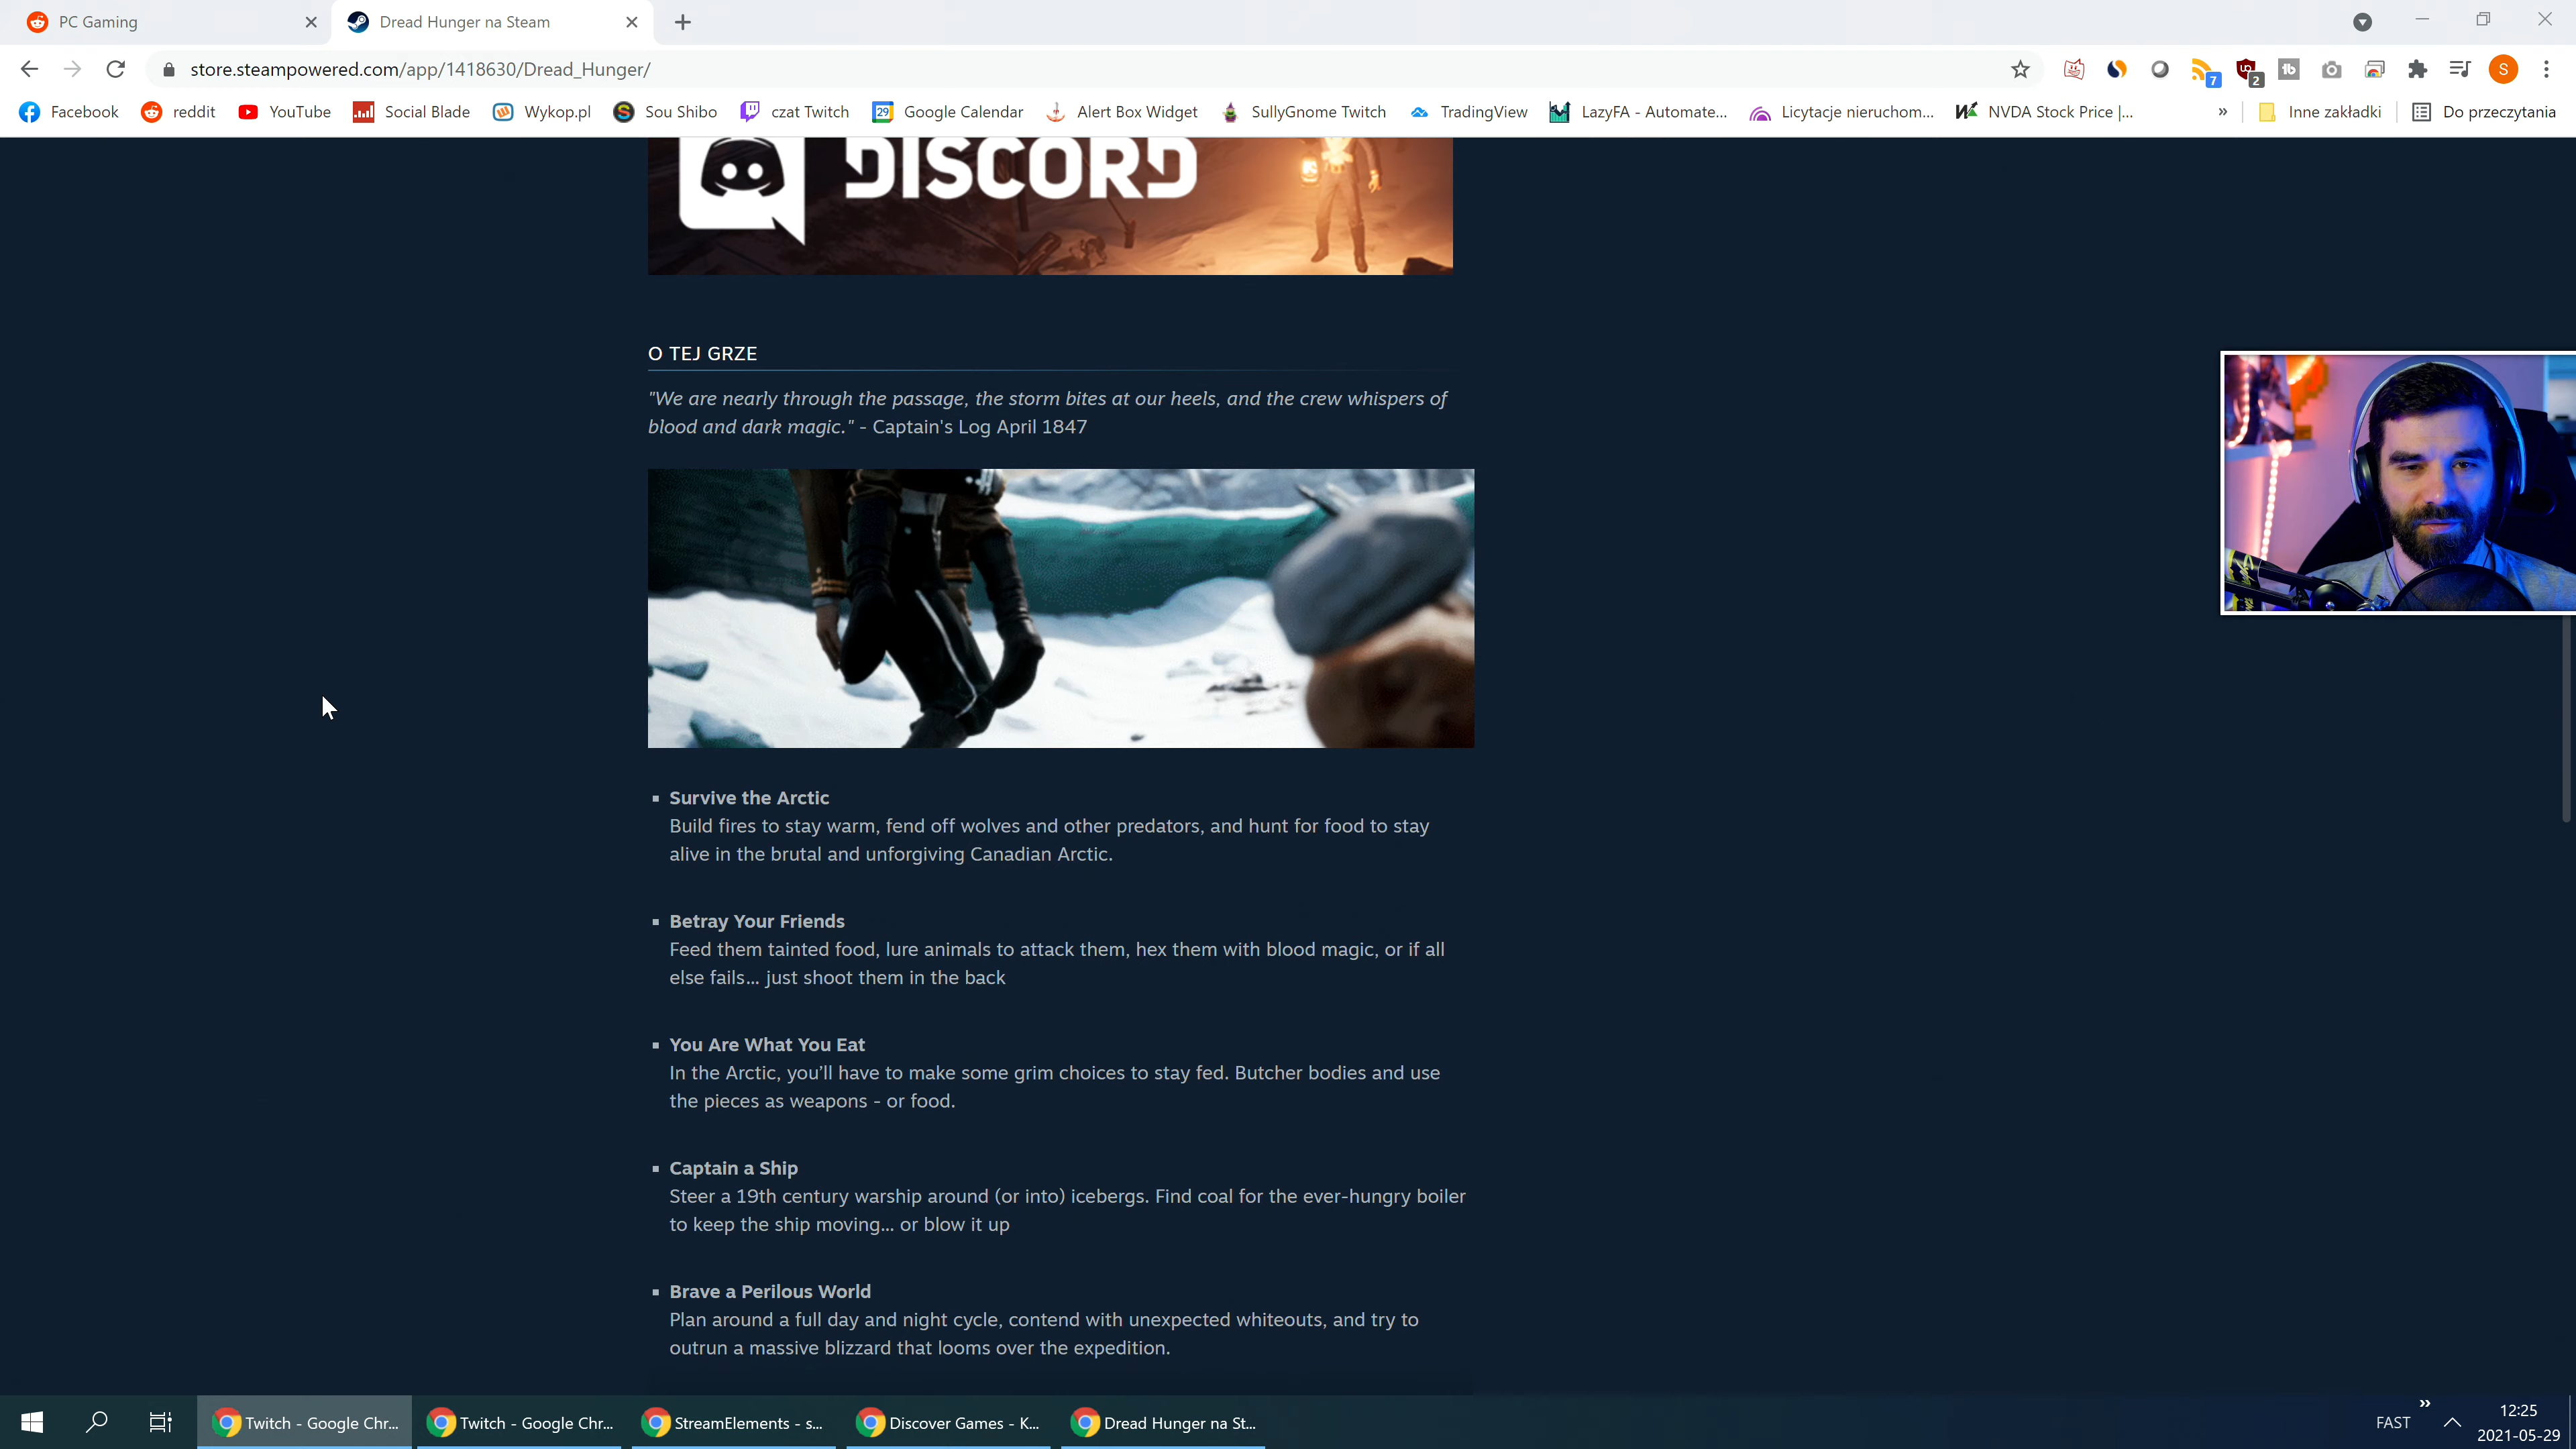 PC Gaming
Dread Hunger na Steam
store.steampowered.com/app/1418630/Dread_Hunger/
7
2
S
Facebook
reddit
YouTube
Social Blade
Wykop.pl
Sou Shibo
czat Twitch
29
Google Calendar
Alert Box Widget
SullyGnome Twitch
TradingView
LazyFA - Automate...
Licytacje nieruchom...
NVDA Stock Price |...
»
Inne zakładki
Do przeczytania
DISCORD
O TEJ GRZE
"We are nearly through the passage, the storm bites at our heels, and the crew whispers of
blood and dark magic." - Captain's Log April 1847
Survive the Arctic
Build fires to stay warm, fend off wolves and other predators, and hunt for food to stay
alive in the brutal and unforgiving Canadian Arctic.
Betray Your Friends
Feed them tainted food, lure animals to attack them, hex them with blood magic, or if all
else fails... just shoot them in the back
You Are What You Eat
In the Arctic, you’ll have to make some grim choices to stay fed. Butcher bodies and use
the pieces as weapons - or food.
Captain a Ship
Steer a 19th century warship around (or into) icebergs. Find coal for the ever-hungry boiler
to keep the ship moving... or blow it up
Brave a Perilous World
Plan around a full day and night cycle, contend with unexpected whiteouts, and try to
outrun a massive blizzard that looms over the expedition.
Twitch - Google Chr...
Twitch - Google Chr...
StreamElements - s...
Discover Games - K...
Dread Hunger na St...
FAST
»
12:25
2021-05-29